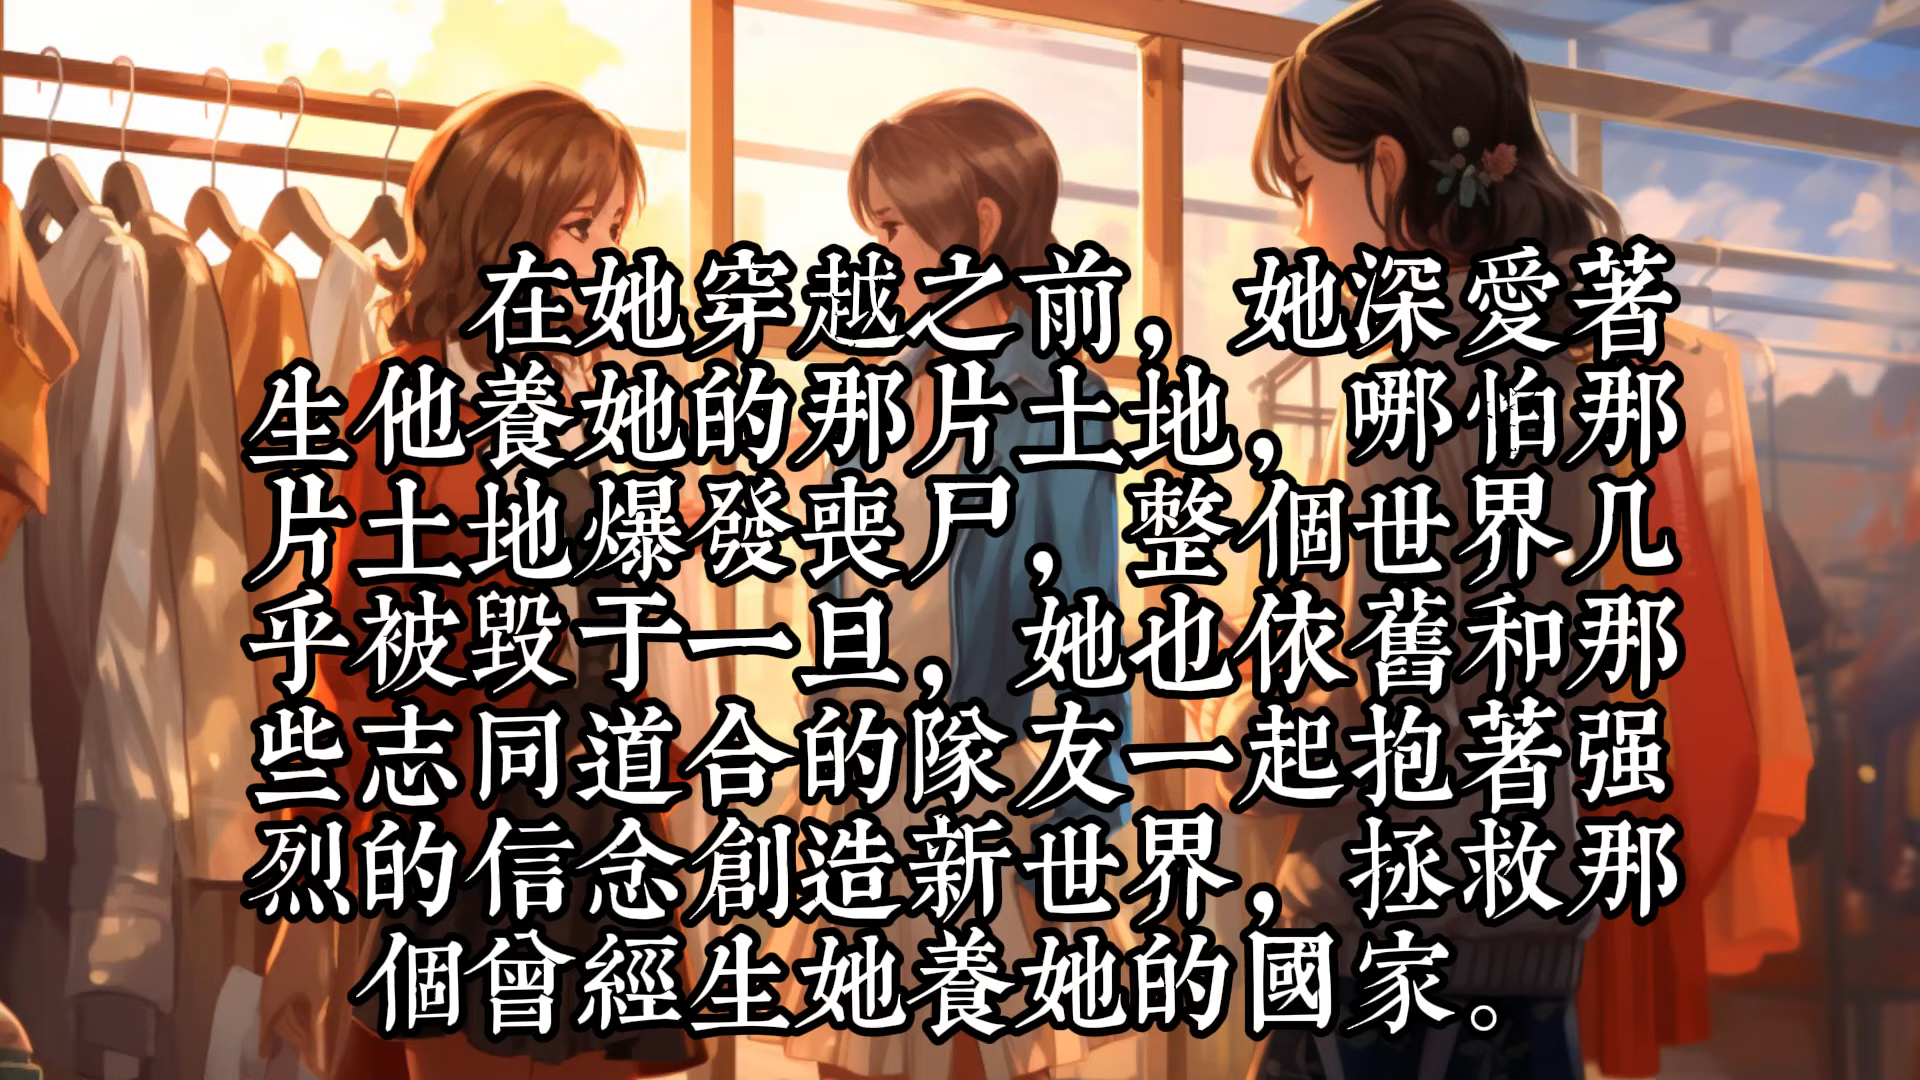 在她穿越之前，她深愛著
生他養她的那片土地，哪怕那
片土地爆發喪尸，整個世界几
乎被毀于一旦，她也依舊和那
些志同道合的隊友一起抱著强
烈的信念創造新世界，拯救那
個曾經生她養她的國家。